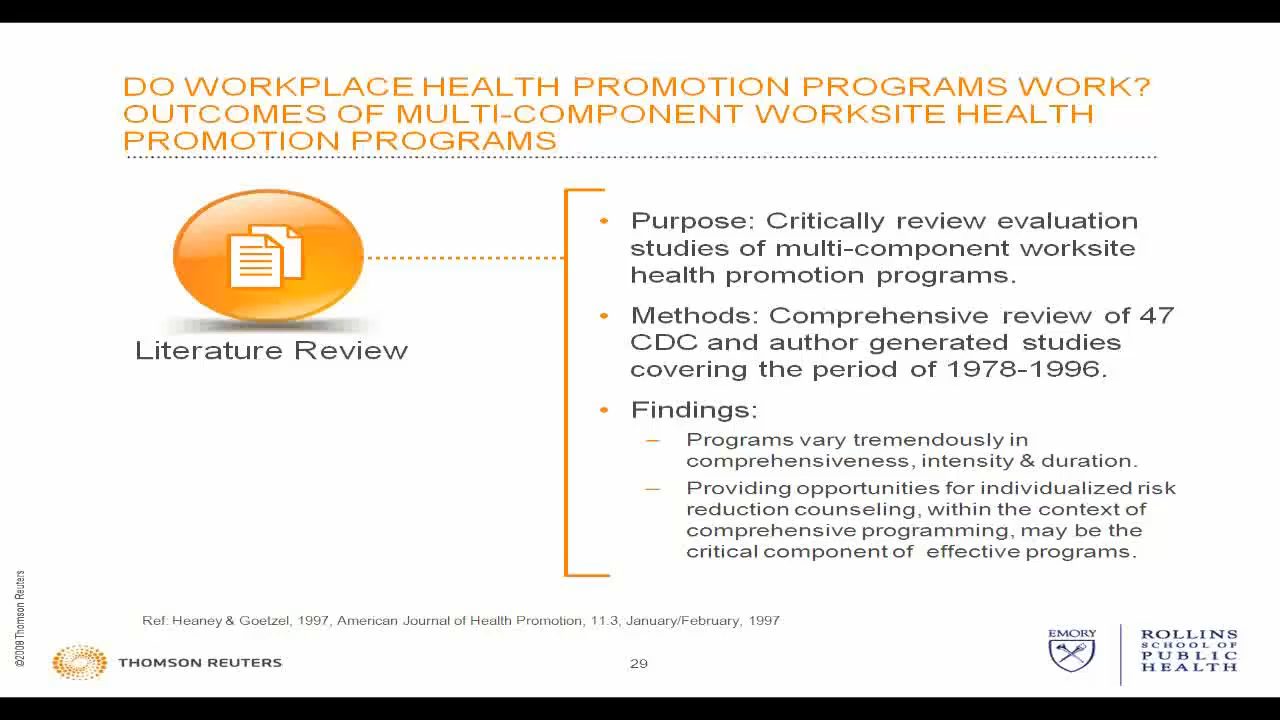 DO WORKPLACE HEALTH PROMOTION PROGRAMS WORK?
OUTCOMES OF MULTI-COMPONENT WORKSITE HEALTH
PROMOTION PROGRAMS
Literature Review
• Purpose: Critically review evaluation
studies of multi-component worksite
health promotion programs.
• Methods: Comprehensive review of 47
CDC and author generated studies
covering the period of 1978-1996.
• Findings:
– Programs vary tremendously in
comprehensiveness, intensity & duration.
– Providing opportunities for individualized risk
reduction counseling, within the context of
comprehensive programming, may be the
critical component of effective programs.
Ref: Heaney & Goetzel, 1997, American Journal of Health Promotion, 11.3, January/February, 1997
©2009 Thomson Reuters
THOMSON REUTERS
29
EMORY
ROLLINS
SCHOOL OF
PUBLIC
HEALTH